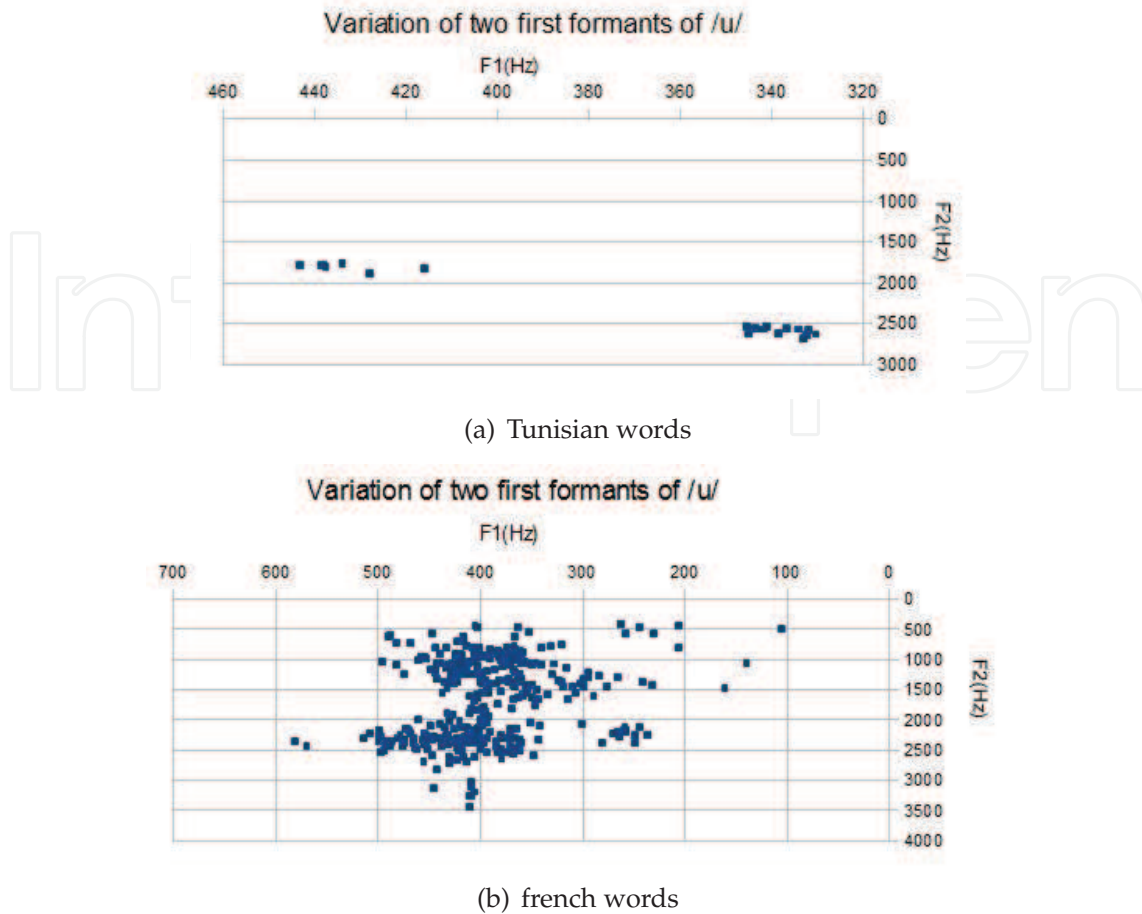 Variation of two first formants of /u/
F1(Hz)
460 440 420 400 380 360 340 320
0
500
1000
1500
2000
2500
3000
F2(Hz)
(a) Tunisian words
Variation of two first formants of /u/
F1(Hz)
700 600 500 400 300 200 100 0
0
500
1000
1500
2000
2500
3000
3500
4000
F2(Hz)
(b) french words